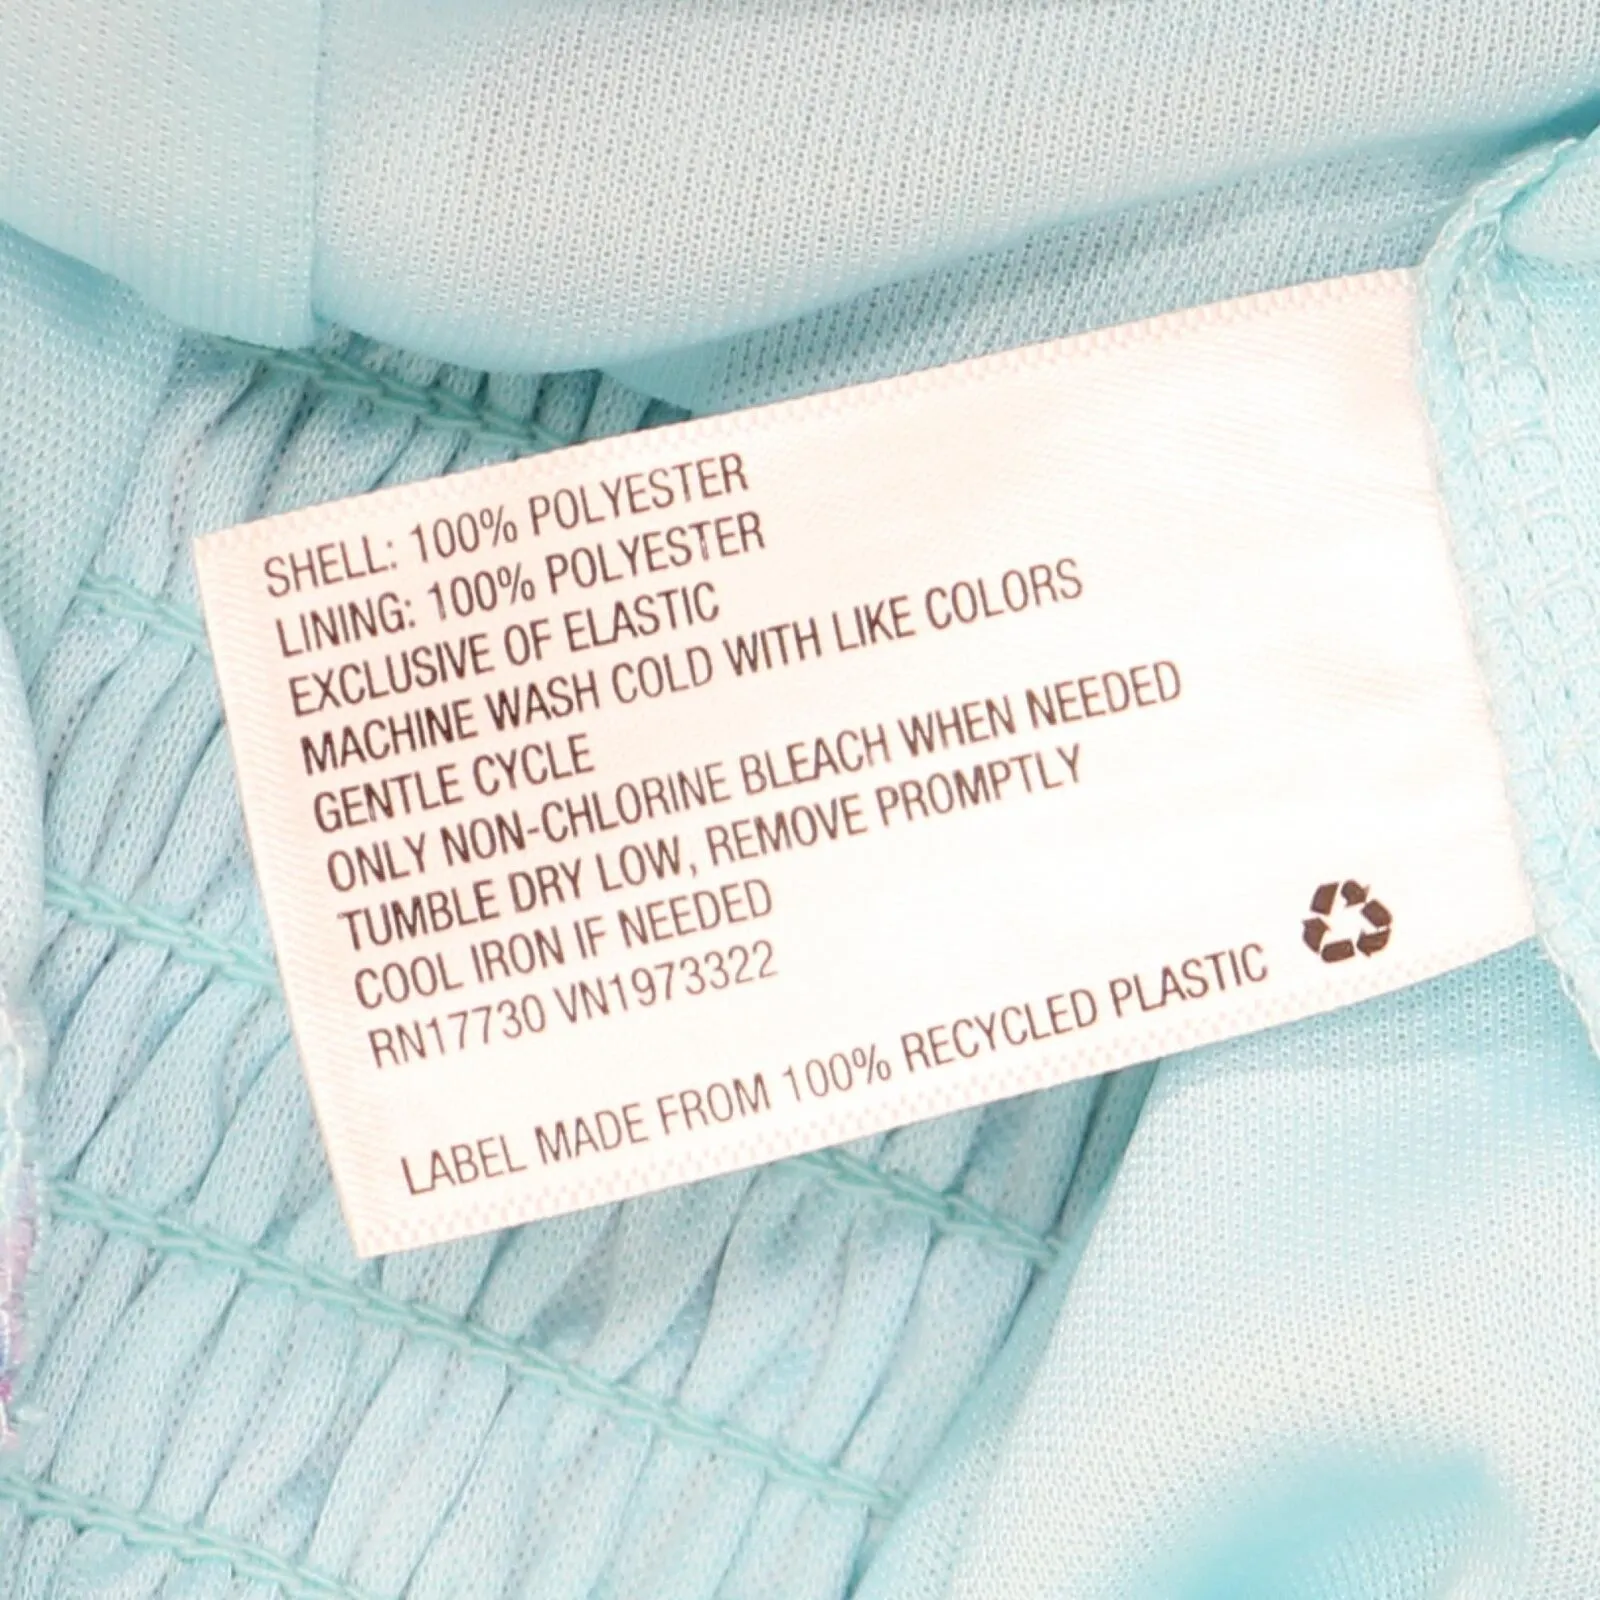 SHELL: 100% POLYESTER
LINING: 100% POLYESTER
EXCLUSIVE OF ELASTIC
MACHINE WASH COLD WITH LIKE COLORS
GENTLE CYCLE
ONLY NON-CHLORINE BLEACH WHEN NEEDED
TUMBLE DRY LOW, REMOVE PROMPTLY
COOL IRON IF NEEDED
RN17730 VN1973322
LABEL MADE FROM 100% RECYCLED PLASTIC